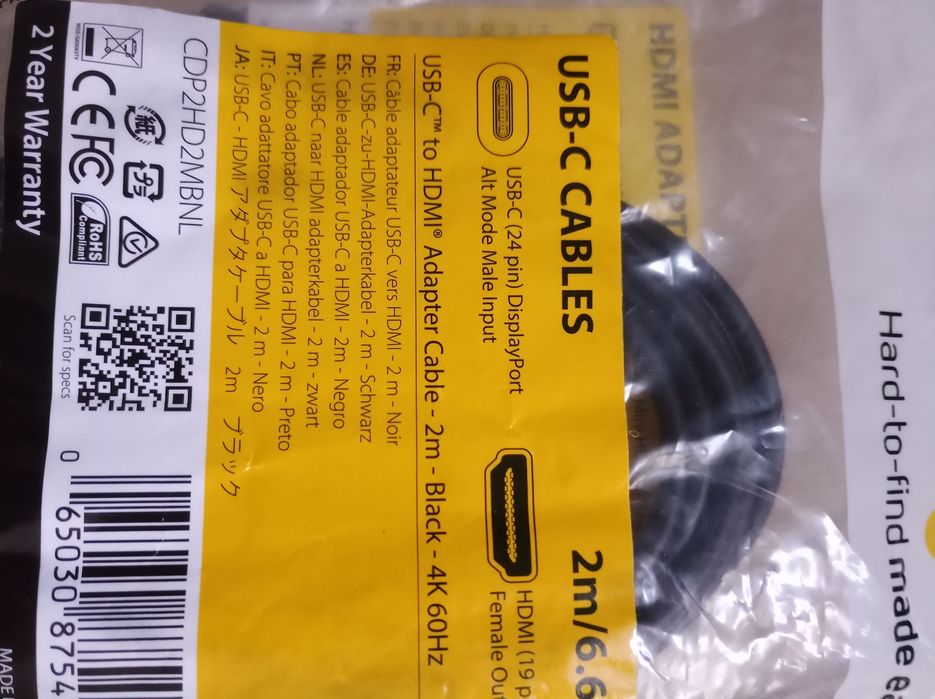 HDMI ADAPT
Hard-to-find made ea
USB-C CABLES 2m/6.6
USB-C (24 pin) DisplayPort
Alt Mode Male Input
HDMI (19 p
Female Ou
USB-C™ to HDMI® Adapter Cable - 2m - Black - 4K 60Hz
FR: Câble adaptateur USB-C vers HDMI - 2 m - Noir
DE: USB-C-zu-HDMI-Adapterkabel - 2 m - Schwarz
ES: Cable adaptador USB-C a HDMI - 2m - Negro
NL: USB-C naar HDMI adapterkabel - 2 m - zwart
PT: Cabo adaptador USB-C para HDMI - 2 m - Preto
IT: Cavo adattatore USB-C a HDMI - 2 m - Nero
JA: USB-C - HDMI アダプタケーブル 2m ブラック
CDP2HD2MBNL
紙
CE FC
RoHS
Compliant
Scan for specs
0 65030 8754
2 Year Warranty
MADE